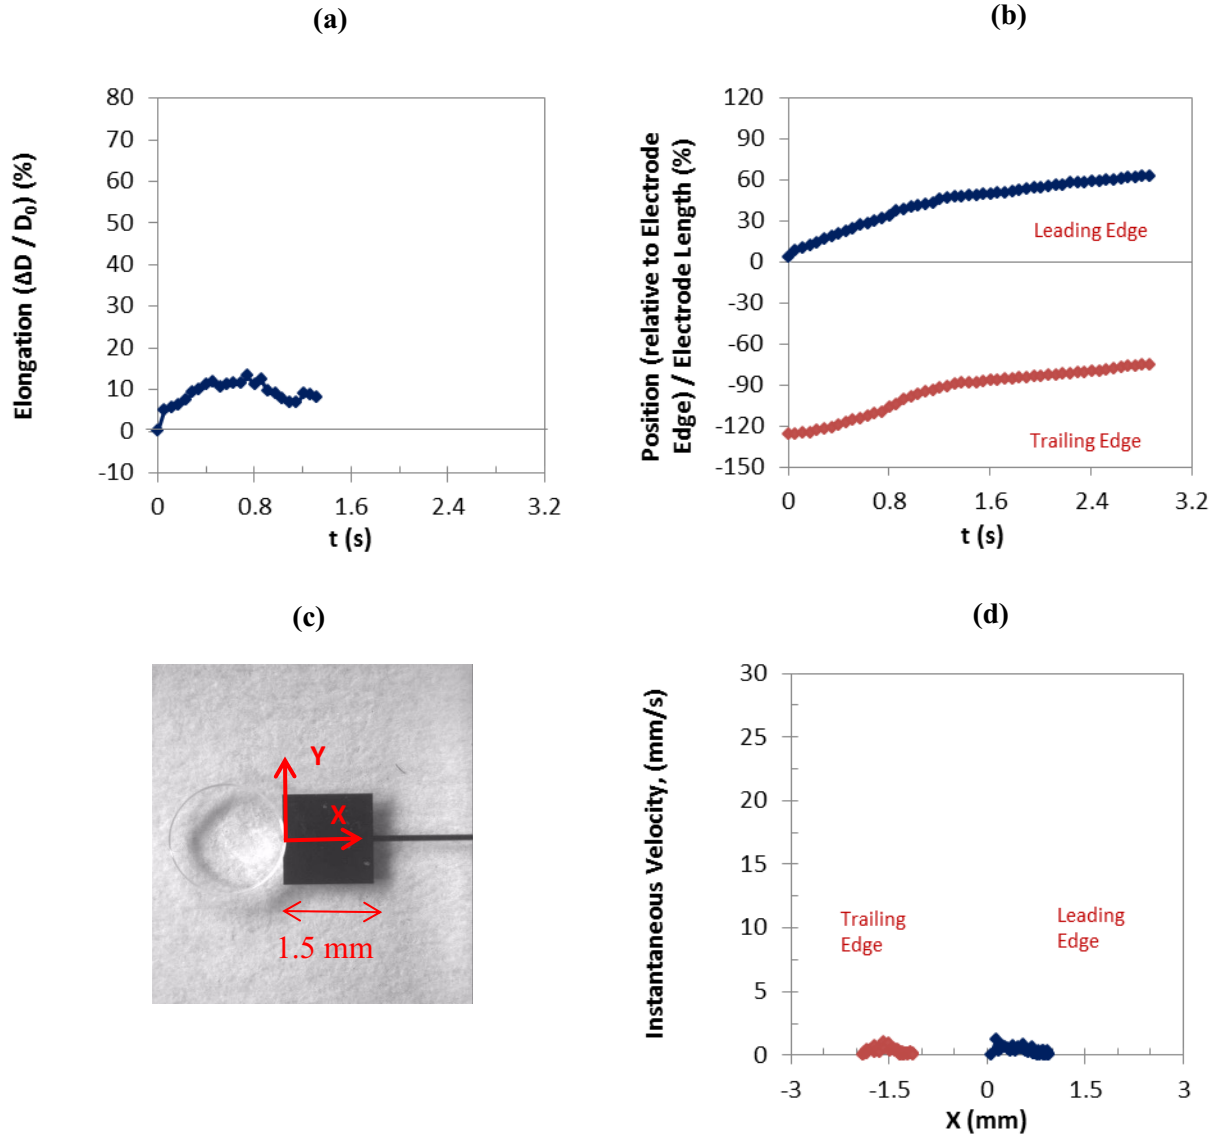 (a)
Elongation (ΔD / D₀) (%)
80
70
60
50
40
30
20
10
0
-10
0 0.8 1.6 2.4 3.2
t (s)
(b)
Position (relative to Electrode
Edge) / Electrode Length (%)
120
90
60
30
0
-30
-60
-90
-120
-150
Leading Edge
Trailing Edge
0 0.8 1.6 2.4 3.2
t (s)
(c)
Y
X
1.5 mm
(d)
Instantaneous Velocity, (mm/s)
30
25
20
15
10
5
0
Trailing
Edge
Leading
Edge
-3 -1.5 0 1.5 3
X (mm)